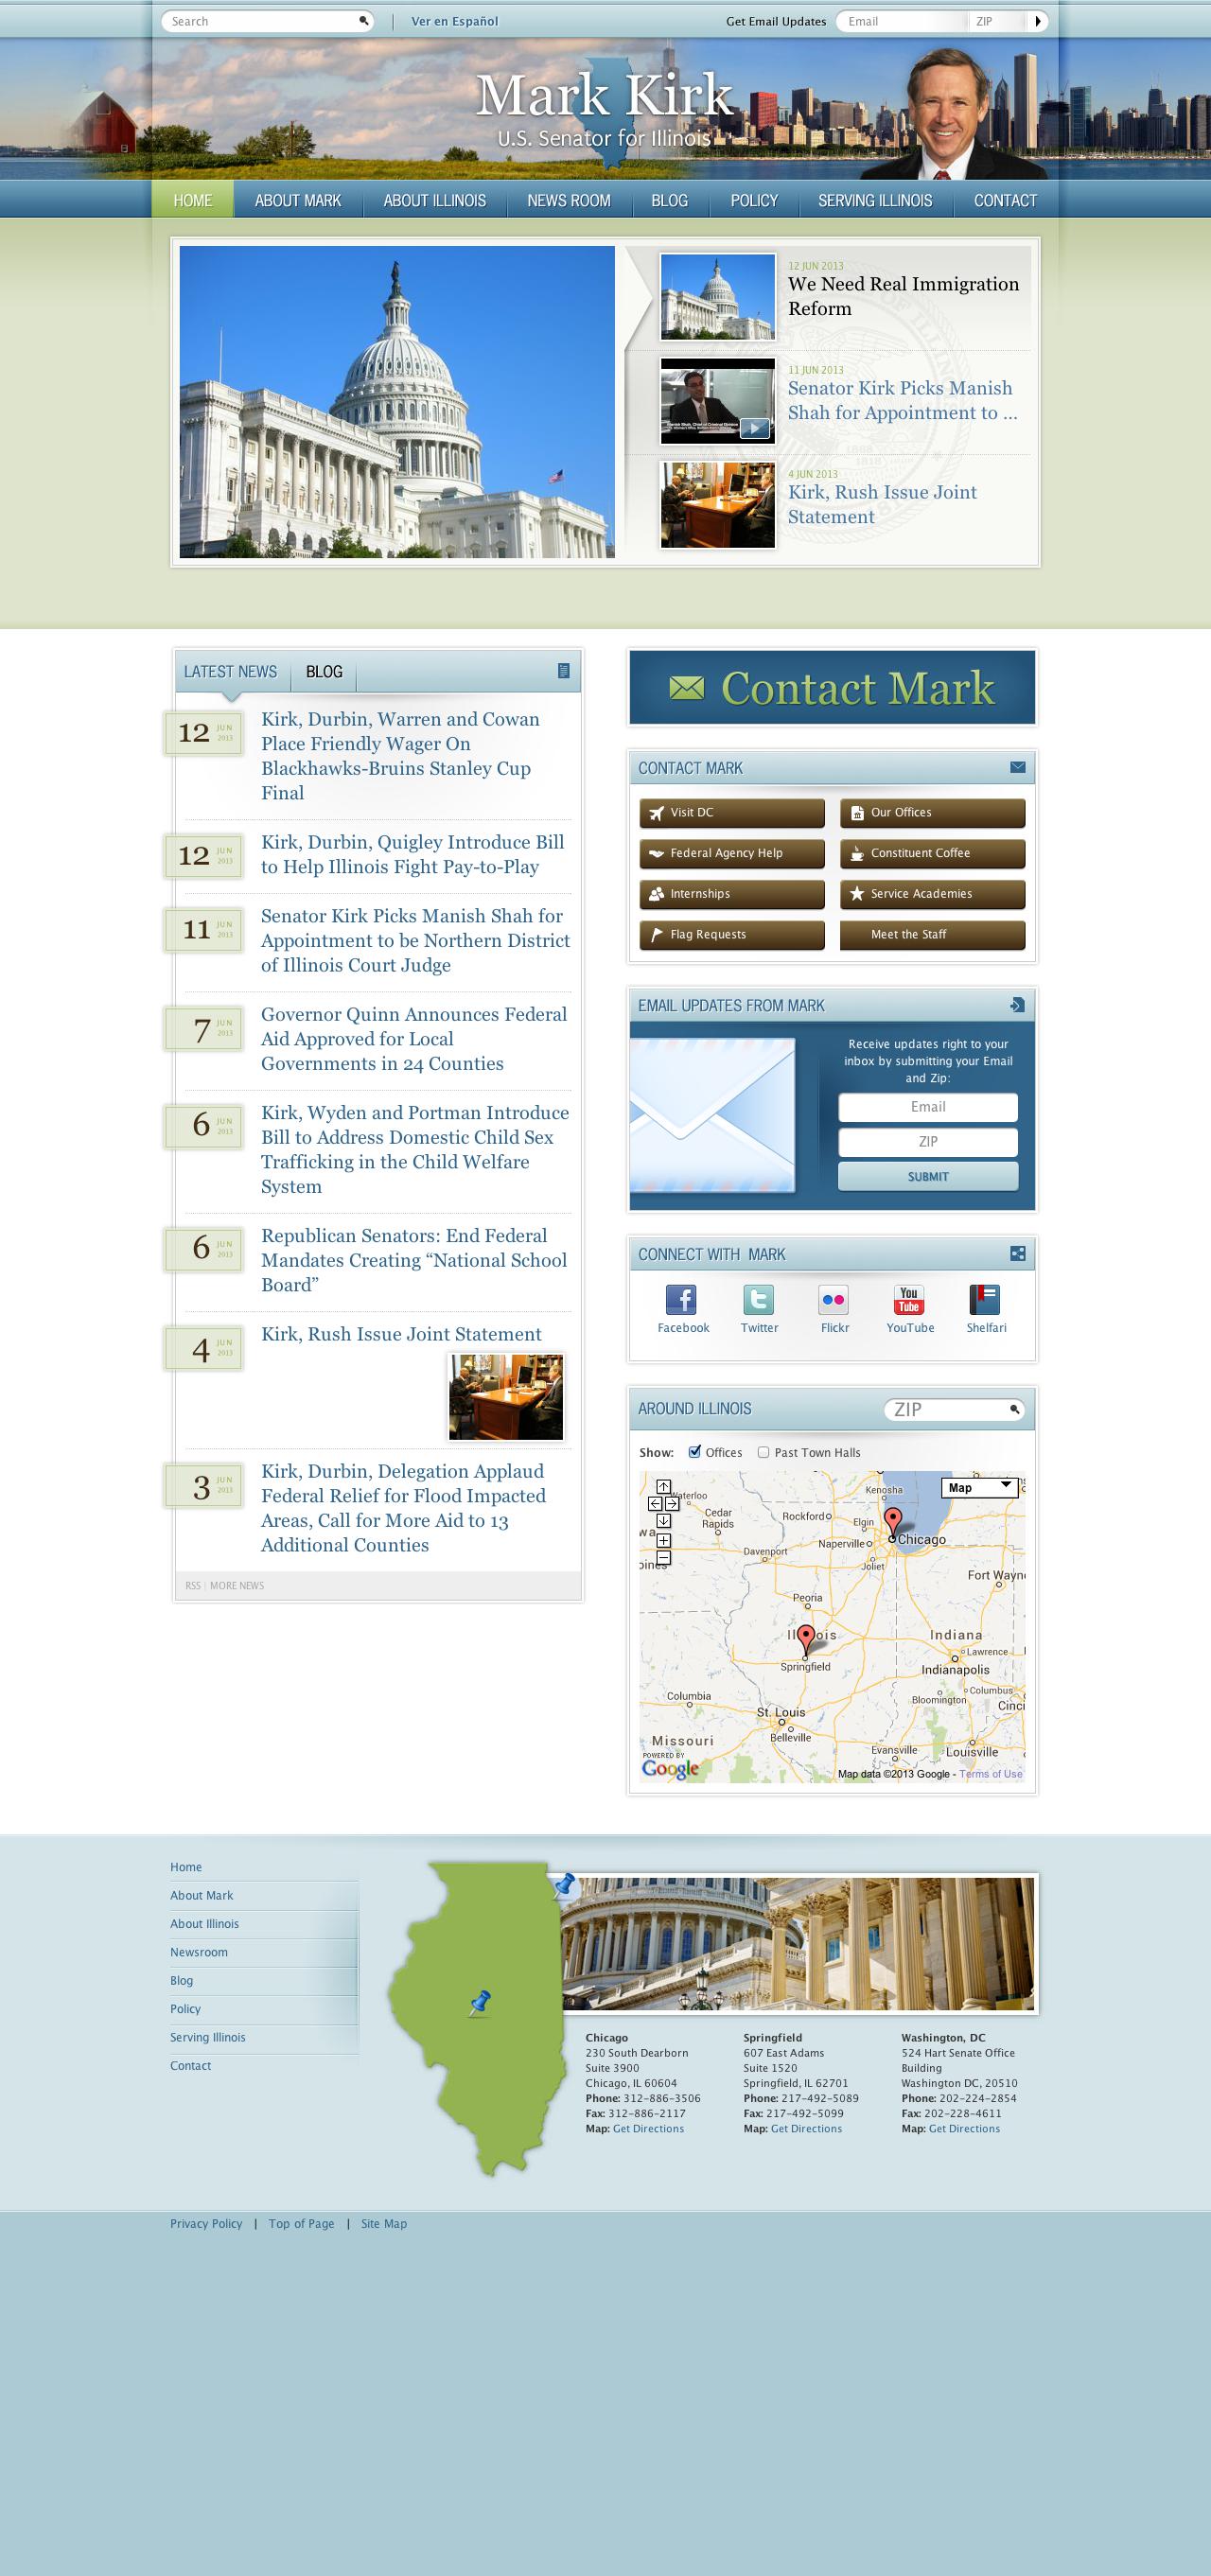 Search
Ver en Español
Get Email Updates
Email
ZIP
Mark Kirk
U.S. Senator for Illinois
HOME
ABOUT MARK
ABOUT ILLINOIS
NEWS ROOM
BLOG
POLICY
SERVING ILLINOIS
CONTACT
12 JUN 2013
We Need Real Immigration
Reform
11 JUN 2013
Senator Kirk Picks Manish
Shah for Appointment to ...
4 JUN 2013
Kirk, Rush Issue Joint
Statement
LATEST NEWS
BLOG
12 JUN 2013
Kirk, Durbin, Warren and Cowan
Place Friendly Wager On
Blackhawks-Bruins Stanley Cup
Final
12 JUN 2013
Kirk, Durbin, Quigley Introduce Bill
to Help Illinois Fight Pay-to-Play
11 JUN 2013
Senator Kirk Picks Manish Shah for
Appointment to be Northern District
of Illinois Court Judge
7 JUN 2013
Governor Quinn Announces Federal
Aid Approved for Local
Governments in 24 Counties
6 JUN 2013
Kirk, Wyden and Portman Introduce
Bill to Address Domestic Child Sex
Trafficking in the Child Welfare
System
6 JUN 2013
Republican Senators: End Federal
Mandates Creating “National School
Board”
4 JUN 2013
Kirk, Rush Issue Joint Statement
3 JUN 2013
Kirk, Durbin, Delegation Applaud
Federal Relief for Flood Impacted
Areas, Call for More Aid to 13
Additional Counties
RSS | MORE NEWS
Contact Mark
CONTACT MARK
Visit DC
Our Offices
Federal Agency Help
Constituent Coffee
Internships
Service Academies
Flag Requests
Meet the Staff
EMAIL UPDATES FROM MARK
Receive updates right to your
inbox by submitting your Email
and Zip:
Email
ZIP
SUBMIT
CONNECT WITH MARK
You
Tube
Facebook
Twitter
Flickr
YouTube
Shelfari
AROUND ILLINOIS
ZIP
Show:
Offices
Past Town Halls
Map
Kenosha
Waterloo
Cedar
Rapids
Rockford
Elgin
Chicago
Naperville
Davenport
Joliet
Fort Wayn
Peoria
Illinois
Indiana
Lawrence
Springfield
Indianapolis
Columbia
Columbus
Bloomington
Cinci
St. Louis
Belleville
Missouri
Evansville
Louisville
POWERED BY
Google
Map data ©2013 Google - Terms of Use
Home
About Mark
About Illinois
Newsroom
Blog
Policy
Serving Illinois
Contact
Chicago
230 South Dearborn
Suite 3900
Chicago, IL 60604
Phone: 312-886-3506
Fax: 312-886-2117
Map: Get Directions
Springfield
607 East Adams
Suite 1520
Springfield, IL 62701
Phone: 217-492-5089
Fax: 217-492-5099
Map: Get Directions
Washington, DC
524 Hart Senate Office
Building
Washington DC, 20510
Phone: 202-224-2854
Fax: 202-228-4611
Map: Get Directions
Privacy Policy | Top of Page | Site Map